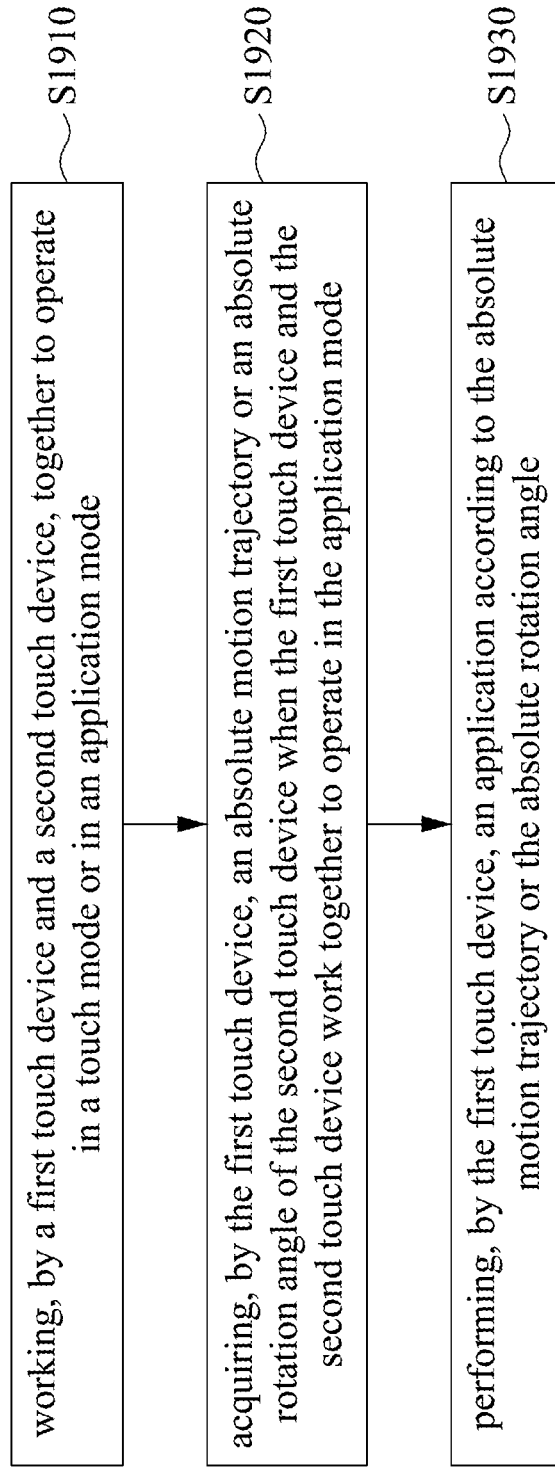 working, by a first touch device and a second touch device, together to operate
in a touch mode or in an application mode
S1910
acquiring, by the first touch device, an absolute motion trajectory or an absolute
rotation angle of the second touch device when the first touch device and the
second touch device work together to operate in the application mode
S1920
performing, by the first touch device, an application according to the absolute
motion trajectory or the absolute rotation angle
S1930